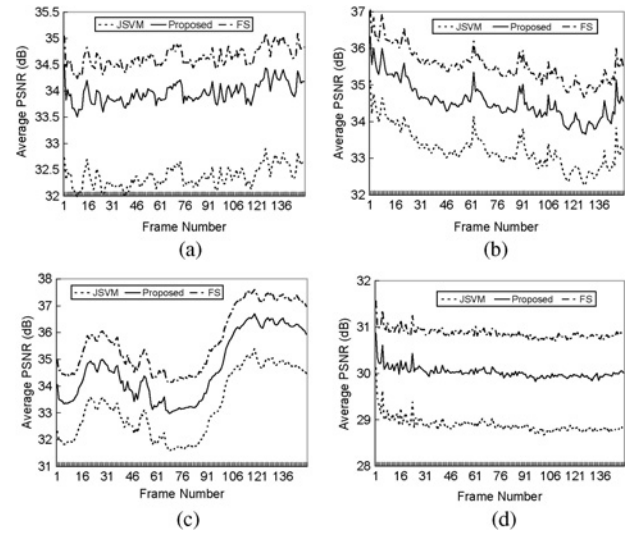 JSVM Proposed FS
Average PSNR (dB)
35.5
35
34.5
34
33.5
33
32.5
32
1 16 31 46 61 76 91 106 121 136
Frame Number
(a)
JSVM Proposed FS
Average PSNR (dB)
37
36
35
34
33
32
1 16 31 46 61 76 91 106 121 136
Frame Number
(b)
JSVM Proposed FS
Average PSNR (dB)
38
37
36
35
34
33
32
31
1 16 31 46 61 76 91 106 121 136
Frame Number
(c)
JSVM Proposed FS
Average PSNR (dB)
31
31
30
29
28
1 16 31 46 61 76 91 106 121 136
Frame Number
(d)